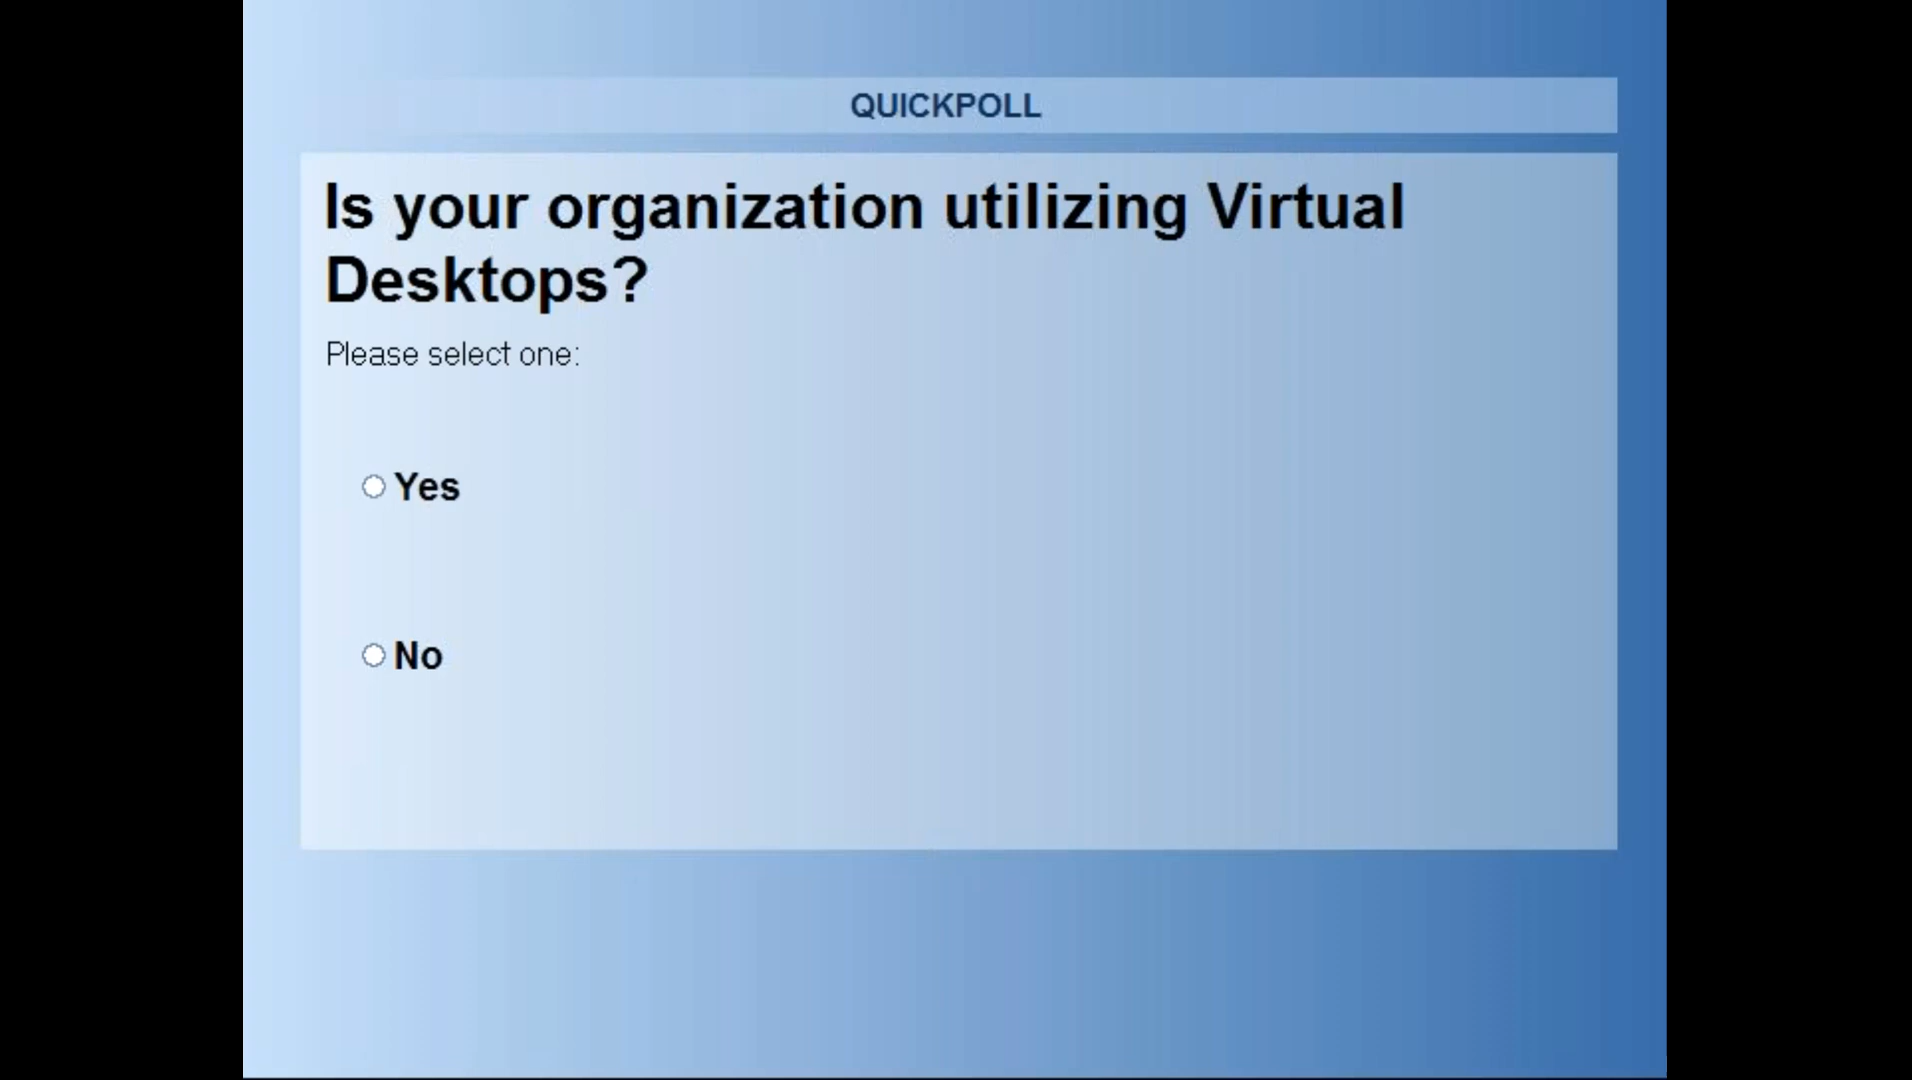 QUICKPOLL
Is your organization utilizing Virtual
Desktops?
Please select one:
Yes
No